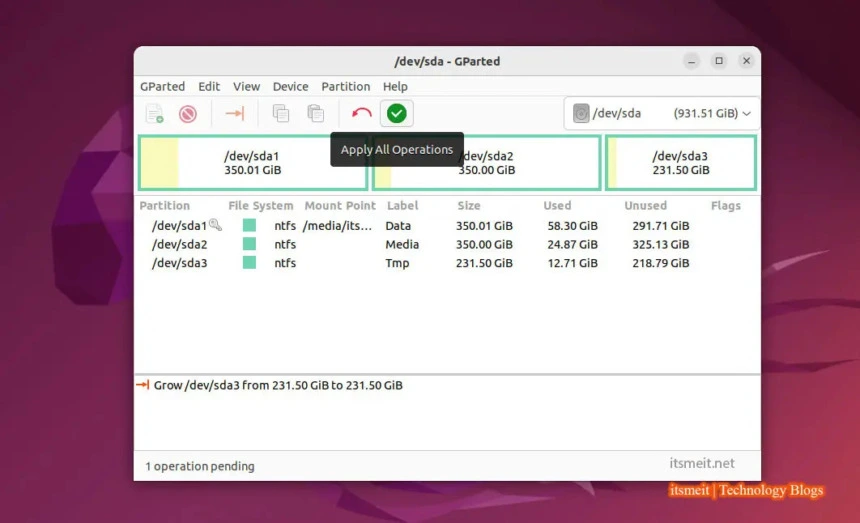 /dev/sda - GParted
GParted Edit View Device Partition Help
/dev/sda (931.51 GiB)
Apply All Operations
/dev/sda1
350.01 GiB
/dev/sda2
350.00 GiB
/dev/sda3
231.50 GiB
Partition File System Mount Point Label Size Used Unused Flags
/dev/sda1 ntfs /media/its... Data 350.01 GiB 58.30 GiB 291.71 GiB
/dev/sda2 ntfs Media 350.00 GiB 24.87 GiB 325.13 GiB
/dev/sda3 ntfs Tmp 231.50 GiB 12.71 GiB 218.79 GiB
Grow /dev/sda3 from 231.50 GiB to 231.50 GiB
1 operation pending
itsmeit.net
itsmeit | Technology Blogs